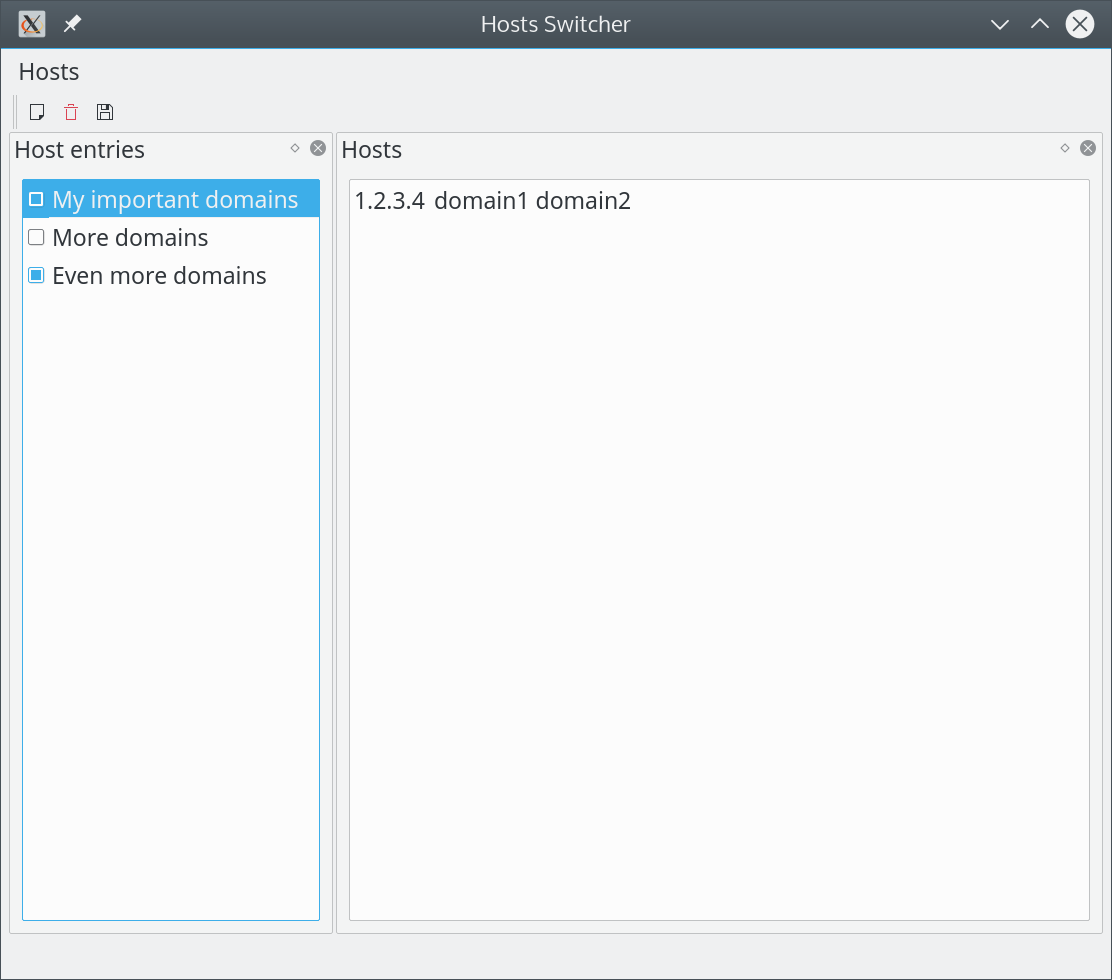 Hosts Switcher
Hosts
Host entries
Hosts
My important domains
More domains
Even more domains
1.2.3.4 domain1 domain2